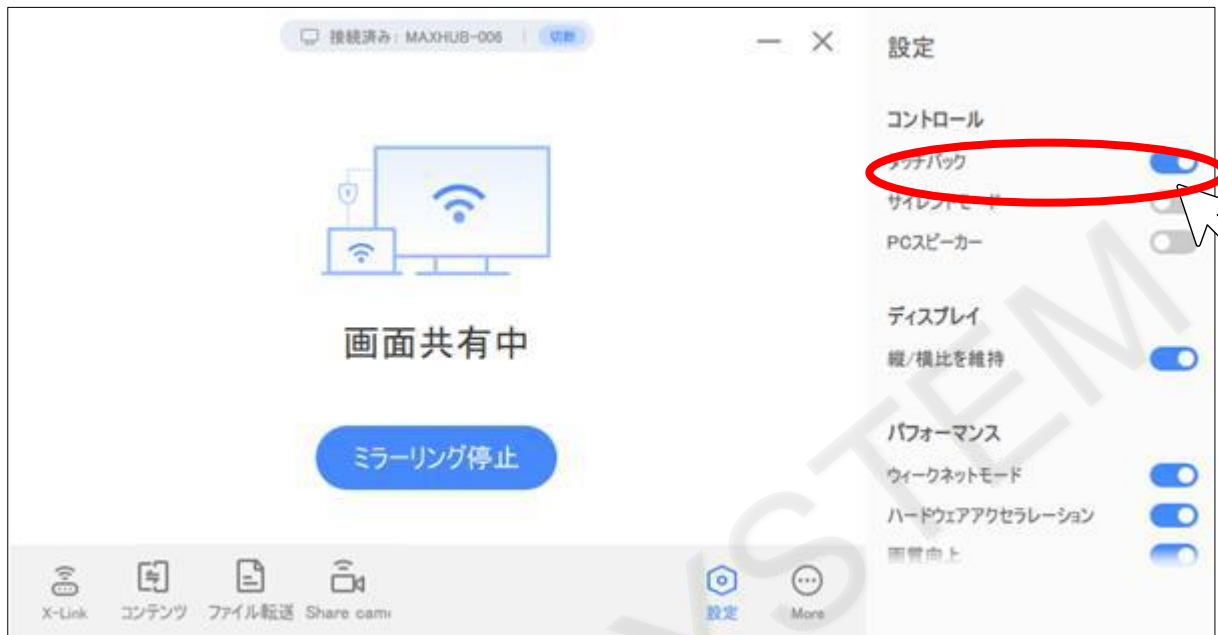 接続済み: MAXHUB-006 切断
設定
コントロール
タッチバック
サイレントモード
PCスピーカー
ディスプレイ
縦/横比を維持
パフォーマンス
ウィークネットモード
ハードウェアアクセラレーション
画質向上
画面共有中
ミラーリング停止
X-Link コンテンツ ファイル転送 Share cam 設定 More
YSTEM